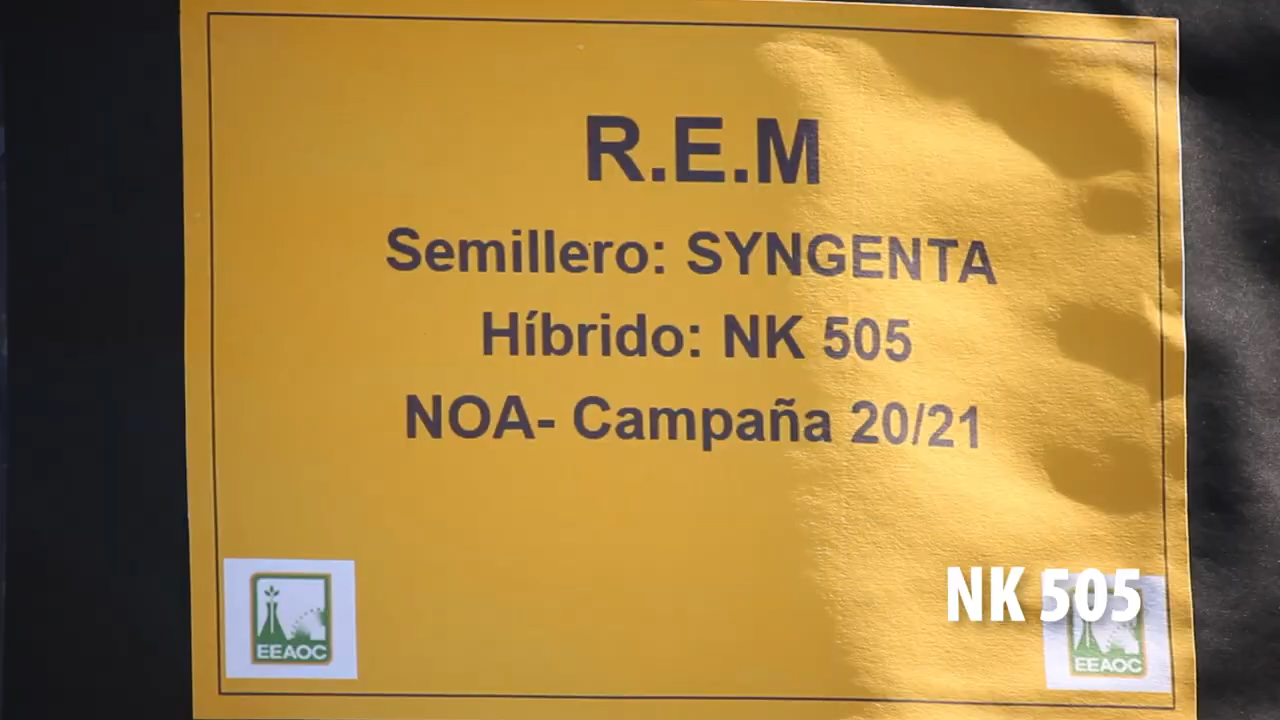 R.E.M
Semillero: SYNGENTA
Híbrido: NK 505
NOA- Campaña 20/21
EEAOC
NK 505
EEAOC